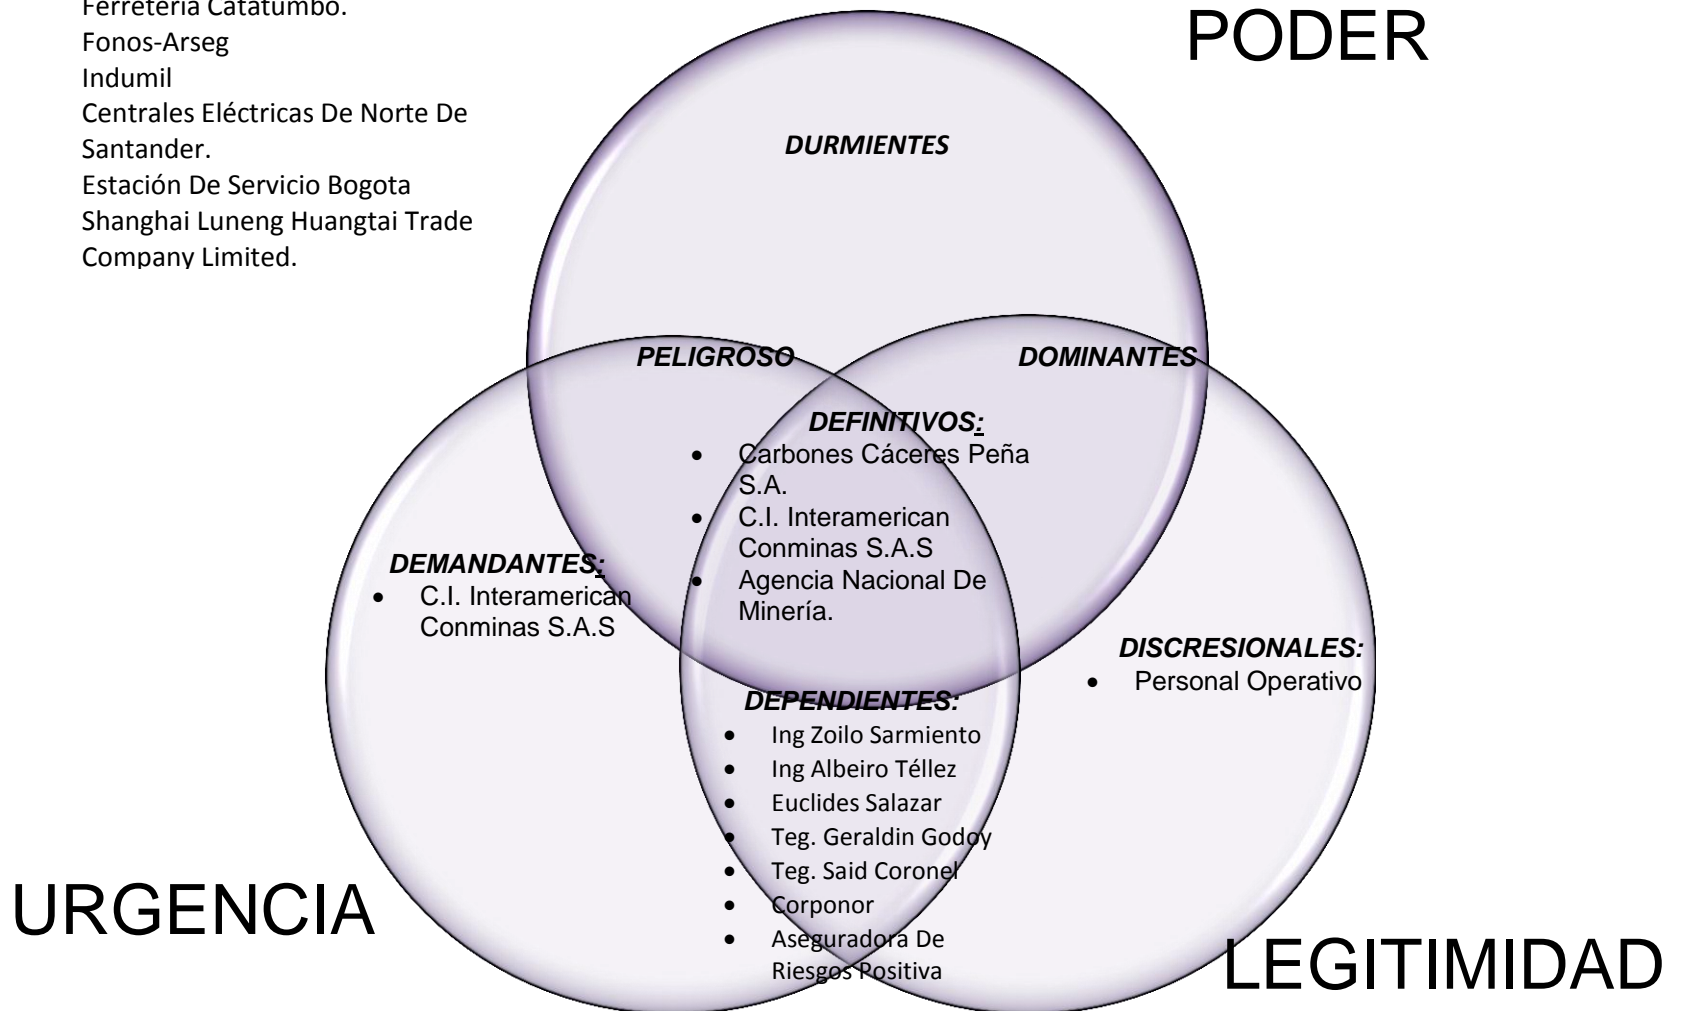 Ferretería Catatumbo.
Fonos-Arseg
Indumil
Centrales Eléctricas De Norte De
Santander.
Estación De Servicio Bogota
Shanghai Luneng Huangtai Trade
Company Limited.
PODER
DURMIENTES
PELIGROSO
DOMINANTES
DEFINITIVOS:
• Carbones Cáceres Peña
S.A.
• C.I. Interamerican
Conminas S.A.S
• Agencia Nacional De
Minería.
DEMANDANTES:
• C.I. Interamerican
Conminas S.A.S
DISCRESIONALES:
• Personal Operativo
DEPENDIENTES:
• Ing Zoilo Sarmiento
• Ing Albeiro Téllez
• Euclides Salazar
• Teg. Geraldin Godoy
• Teg. Said Coronel
• Corponor
• Aseguradora De
Riesgos Positiva
URGENCIA
LEGITIMIDAD